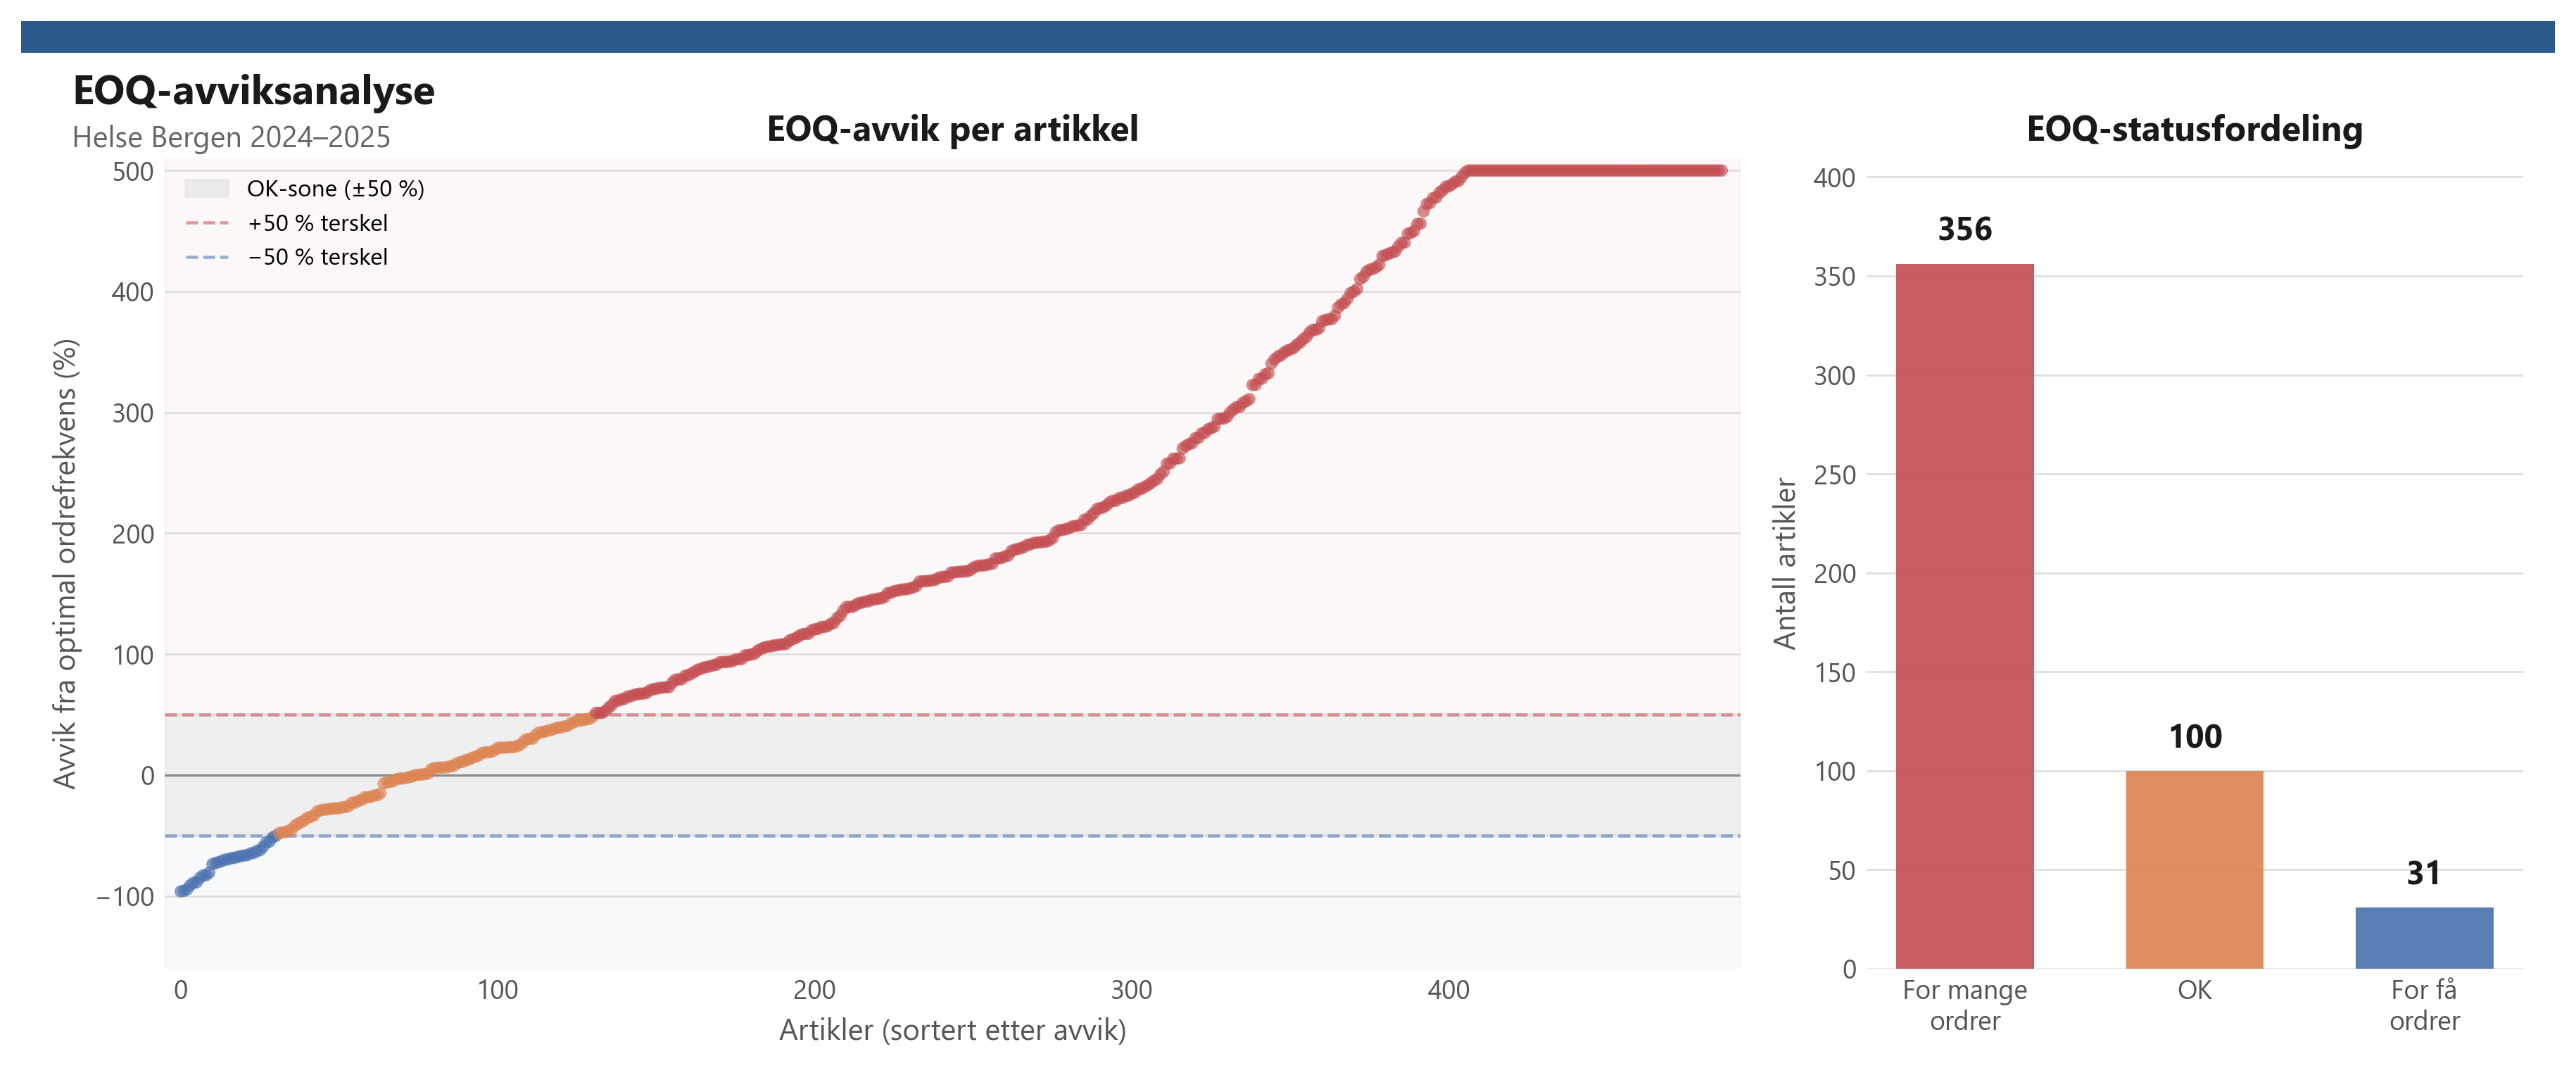 EOQ-avviksanalyse
Helse Bergen 2024–2025
EOQ-avvik per artikkel
OK-sone (±50 %)
+50 % terskel
−50 % terskel
Avvik fra optimal ordrefrekvens (%)
500
400
300
200
100
0
−100
0 100 200 300 400
Artikler (sortert etter avvik)
EOQ-statusfordeling
Antall artikler
400
350
300
250
200
150
100
50
0
356
100
31
For mange
ordrer
OK
For få
ordrer